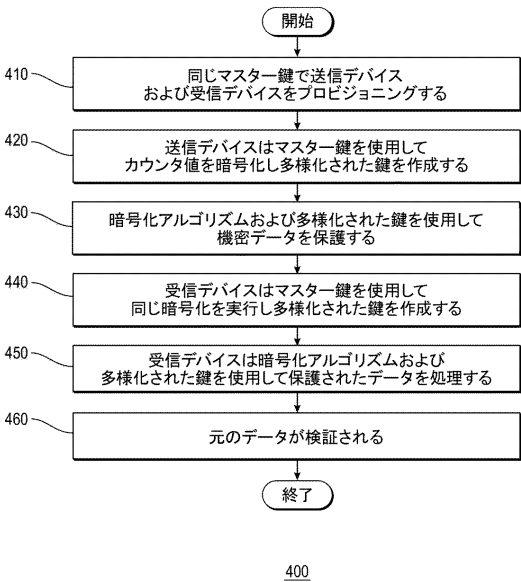 開始
410
同じマスター鍵で送信デバイス
および受信デバイスをプロビジョニングする
420
送信デバイスはマスター鍵を使用して
カウンタ値を暗号化し多様化された鍵を作成する
430
暗号化アルゴリズムおよび多様化された鍵を使用して
機密データを保護する
440
受信デバイスはマスター鍵を使用して
同じ暗号化を実行し多様化された鍵を作成する
450
受信デバイスは暗号化アルゴリズムおよび
多様化された鍵を使用して保護されたデータを処理する
460
元のデータが検証される
終了
400